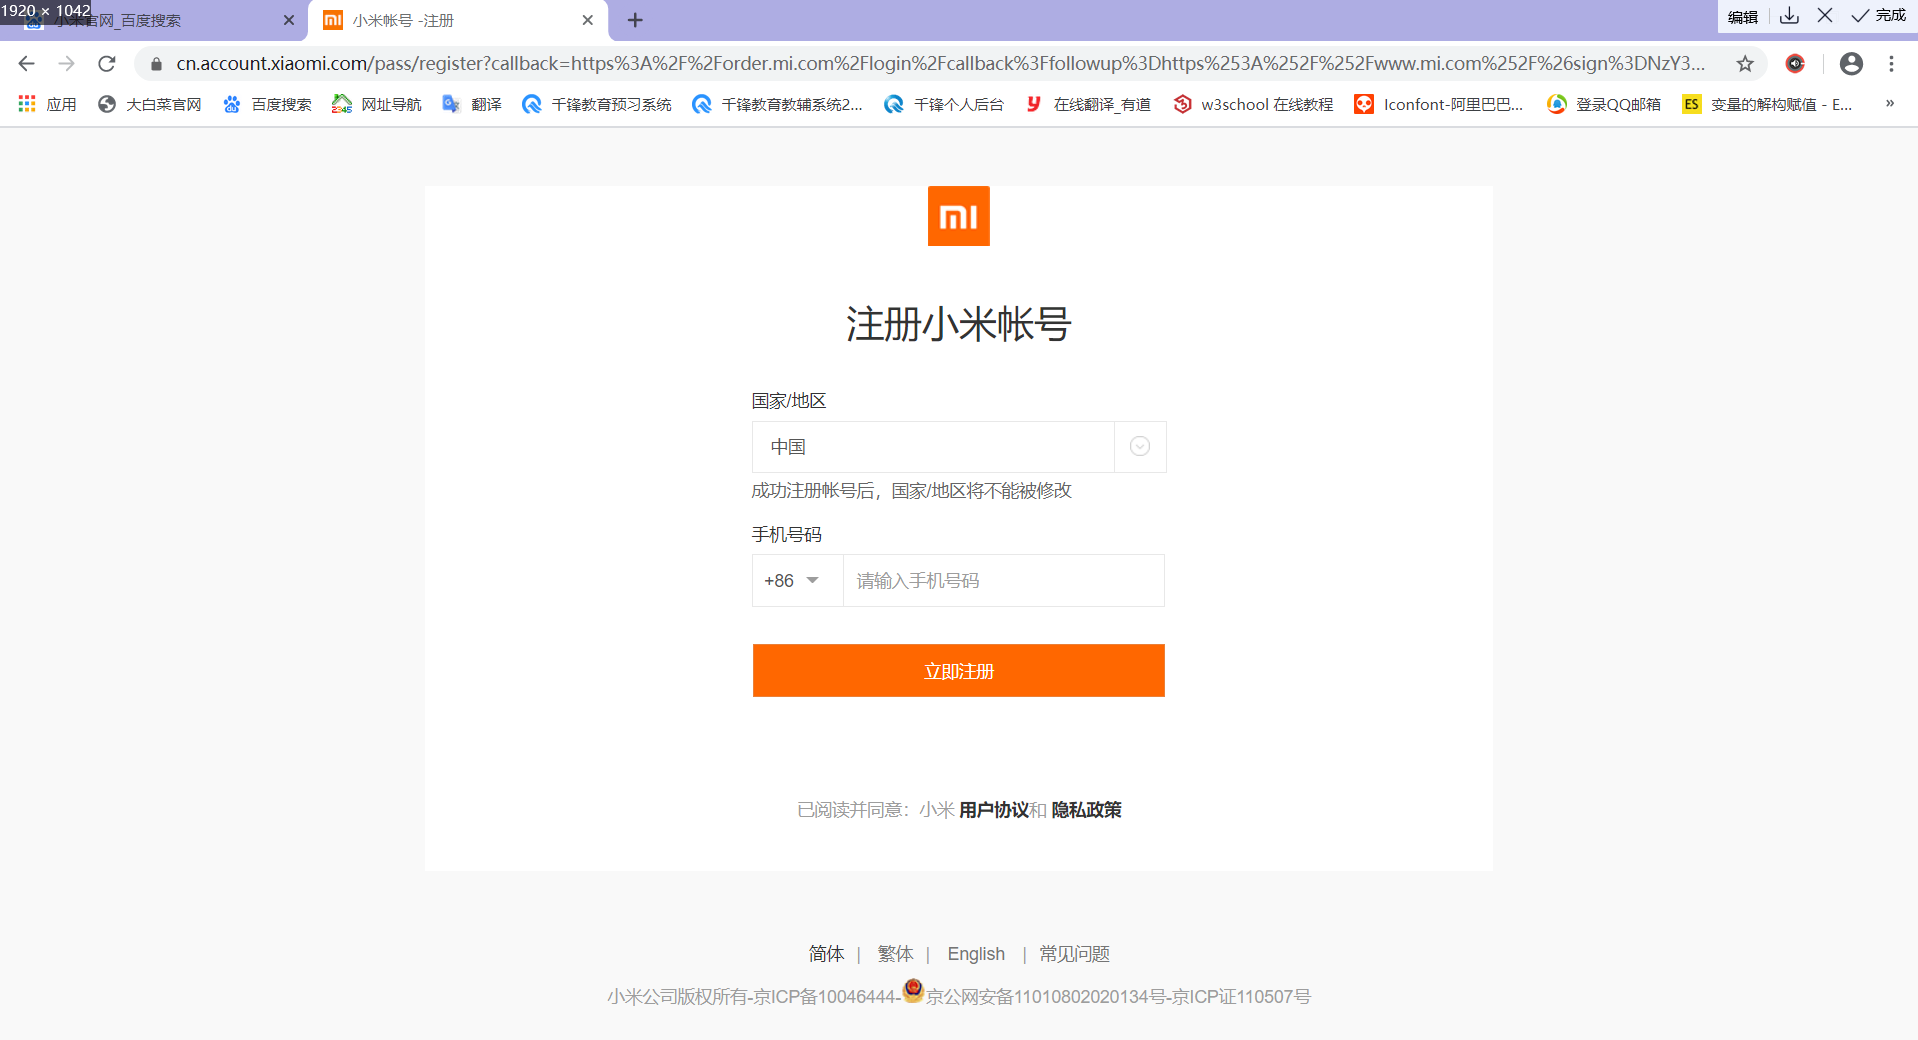 1920 × 1042
小米官网_百度搜索
小米帐号 -注册
编辑
完成
cn.account.xiaomi.com/pass/register?callback=https%3A%2F%2Forder.mi.com%2Flogin%2Fcallback%3Ffollowup%3Dhttps%253A%252F%252Fwww.mi.com%252F%26sign%3DNzY3...
应用 大白菜官网 百度搜索 网址导航 翻译 千锋教育预习系统 千锋教育教辅系统2... 千锋个人后台 在线翻译_有道 w3school 在线教程 Iconfont-阿里巴巴... 登录QQ邮箱 ES 变量的解构赋值 - E... »
mi
注册小米帐号
国家/地区
中国
成功注册帐号后，国家/地区将不能被修改
手机号码
+86 请输入手机号码
立即注册
已阅读并同意：小米 用户协议和 隐私政策
简体 | 繁体 | English | 常见问题
小米公司版权所有-京ICP备10046444-京公网安备11010802020134号-京ICP证110507号